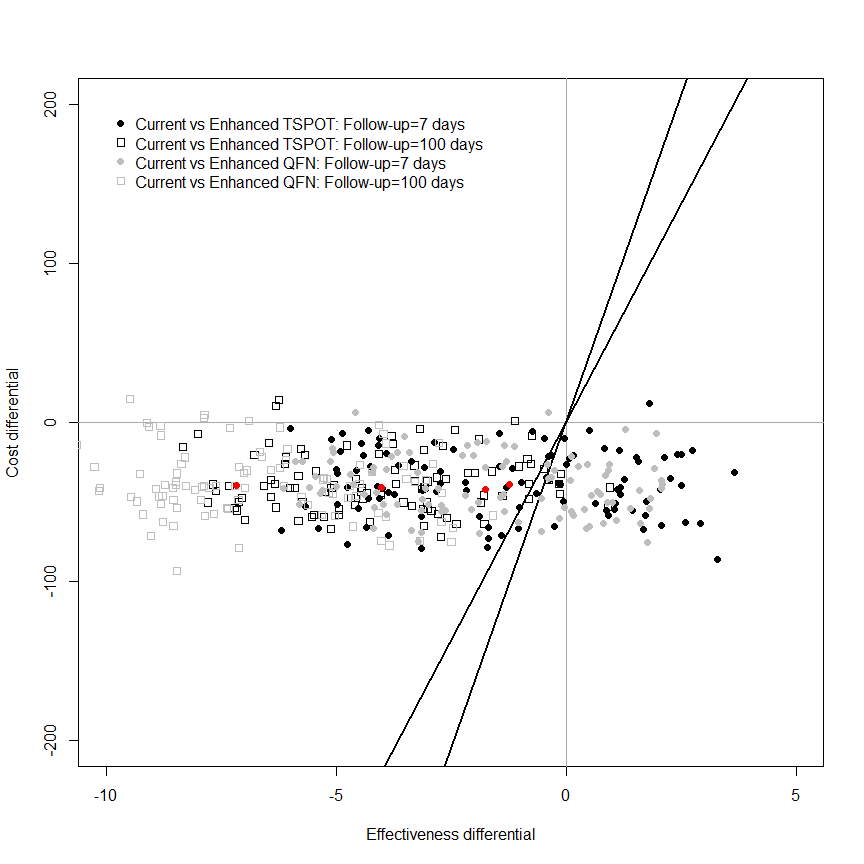 Current vs Enhanced TSPOT: Follow-up=7 days
Current vs Enhanced TSPOT: Follow-up=100 days
Current vs Enhanced QFN: Follow-up=7 days
Current vs Enhanced QFN: Follow-up=100 days
200
100
0
-100
-200
Cost differential
-10
-5
0
5
Effectiveness differential